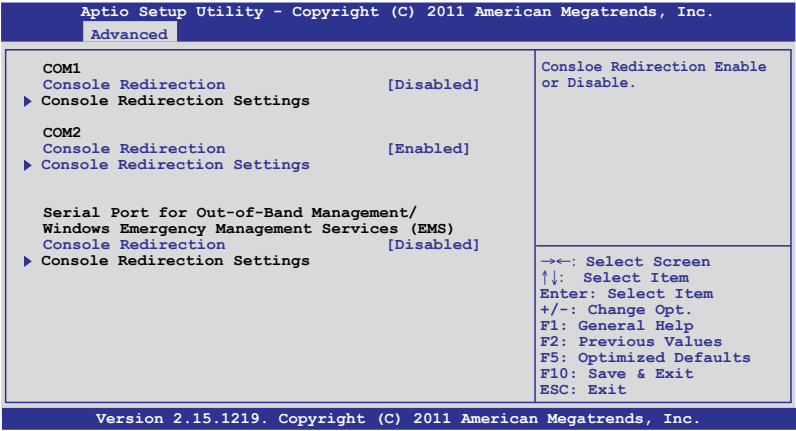 Aptio Setup Utility - Copyright (C) 2011 American Megatrends, Inc.
Advanced
COM1
Console Redirection [Disabled]
Console Redirection Settings
COM2
Console Redirection [Enabled]
Console Redirection Settings
Serial Port for Out-of-Band Management/
Windows Emergency Management Services (EMS)
Console Redirection [Disabled]
Console Redirection Settings
Consloe Redirection Enable
or Disable.
→←: Select Screen
↑↓: Select Item
Enter: Select Item
+/-: Change Opt.
F1: General Help
F2: Previous Values
F5: Optimized Defaults
F10: Save & Exit
ESC: Exit
Version 2.15.1219. Copyright (C) 2011 American Megatrends, Inc.